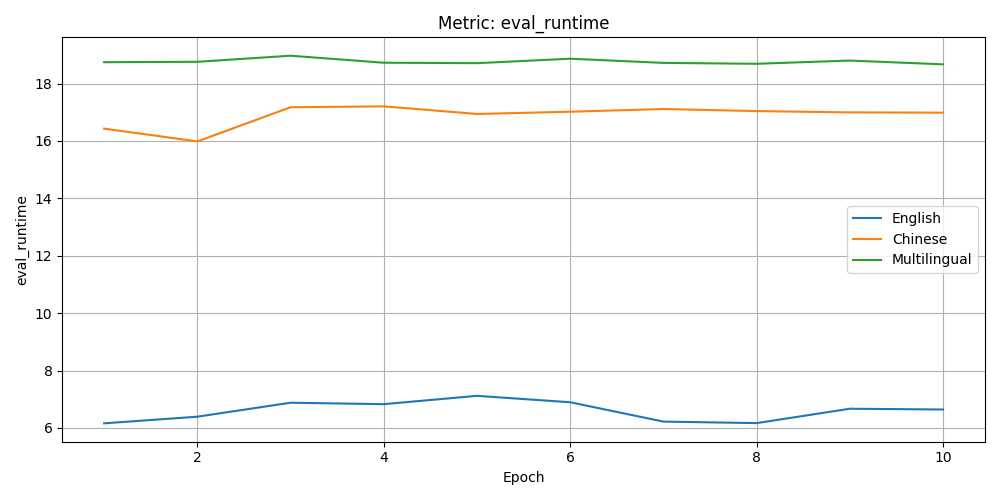 Metric: eval_runtime
18
16
14
12
10
8
6
eval_runtime
English
Chinese
Multilingual
2
4
6
8
10
Epoch